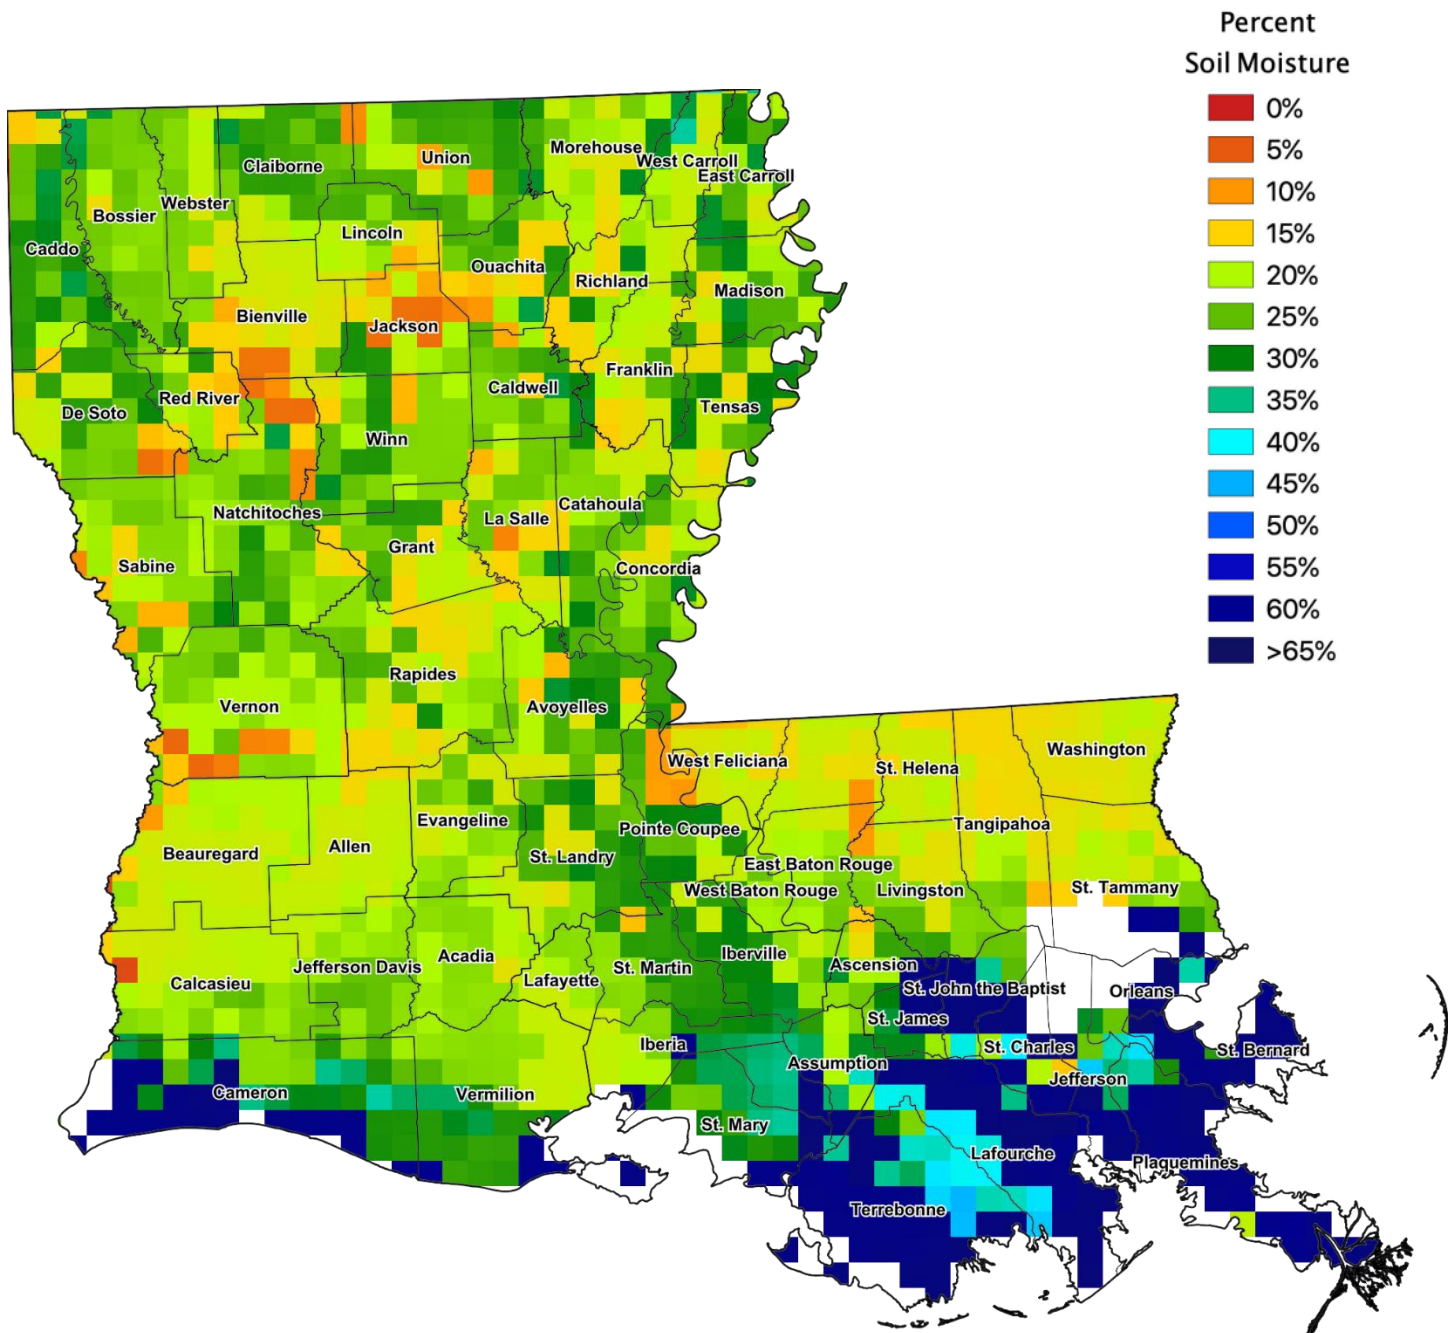 Percent
Soil Moisture
0%
5%
10%
15%
20%
25%
30%
35%
40%
45%
50%
55%
60%
>65%
Union
Morehouse
West Carroll
Claiborne
East Carroll
Webster
Bossier
Lincoln
Caddo
Ouachita
Richland
Madison
Bienville
Jackson
Franklin
Caldwell
Red River
Tensas
De Soto
Winn
Catahoula
Natchitoches
La Salle
Grant
Sabine
Concordia
Rapides
Vernon
Avoyelles
Washington
West Feliciana
St. Helena
Evangeline
Tangipahoa
Pointe Coupee
Allen
Beauregard
St. Landry
East Baton Rouge
St. Tammany
West Baton Rouge
Livingston
Iberville
Acadia
Ascension
Jefferson Davis
St. Martin
Lafayette
Calcasieu
St. John the Baptist
Orleans
St. James
Iberia
St. Charles
St. Bernard
Assumption
Jefferson
Cameron
Vermilion
St. Mary
Lafourche
Plaquemines
Terrebonne